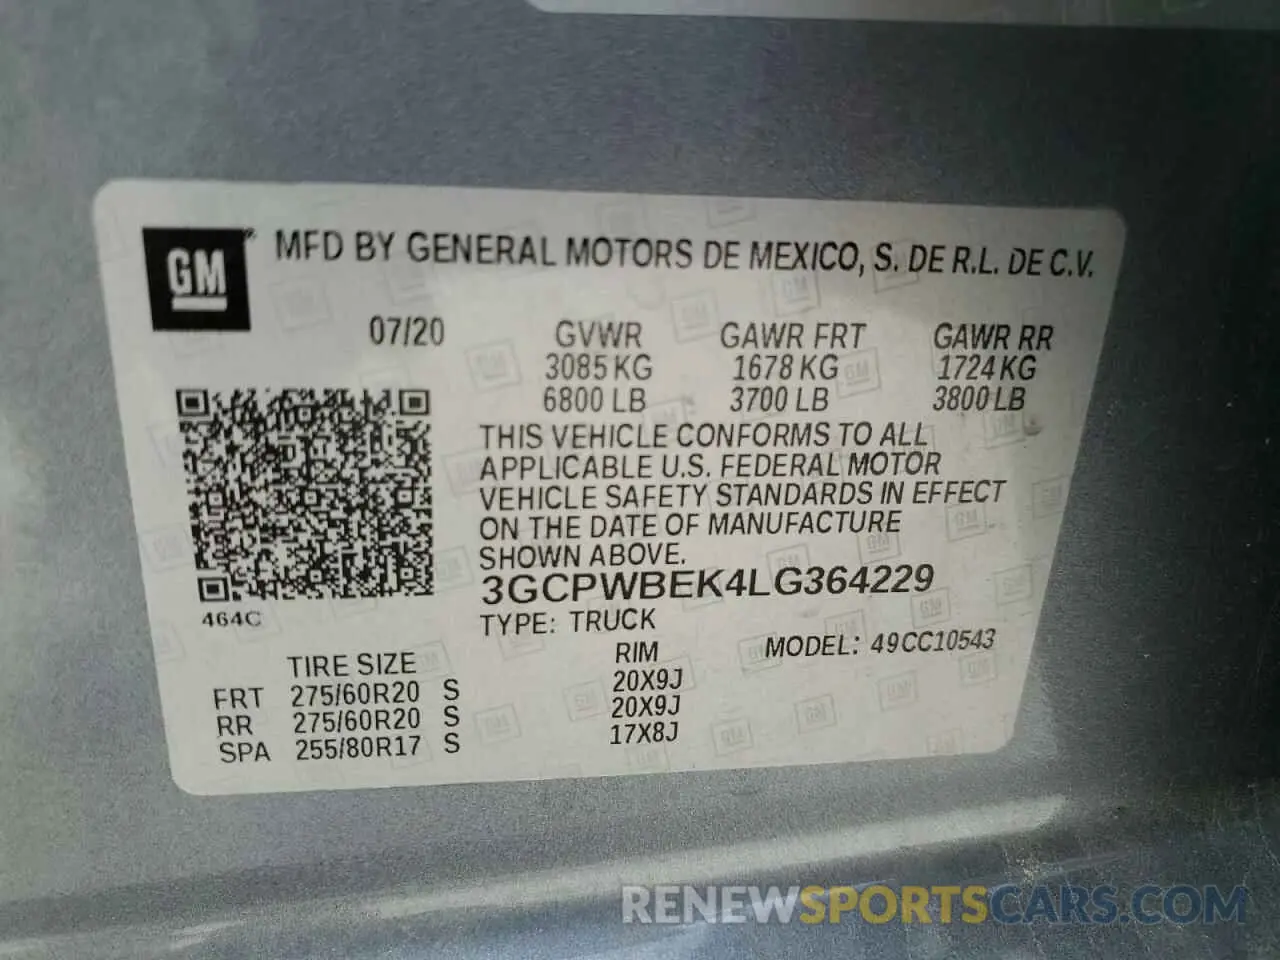 GM® MFD BY GENERAL MOTORS DE MEXICO, S. DE R.L. DE C.V.
07/20 GVWR GAWR FRT GAWR RR
3085 KG 1678 KG 1724 KG
6800 LB 3700 LB 3800 LB
THIS VEHICLE CONFORMS TO ALL
APPLICABLE U.S. FEDERAL MOTOR
VEHICLE SAFETY STANDARDS IN EFFECT
ON THE DATE OF MANUFACTURE
SHOWN ABOVE.
3GCPWBEK4LG364229
464C
TYPE: TRUCK
MODEL: 49CC10543
TIRE SIZE RIM
FRT 275/60R20 S 20X9J
RR 275/60R20 S 20X9J
SPA 255/80R17 S 17X8J
RENEWSPORTSCARS.COM